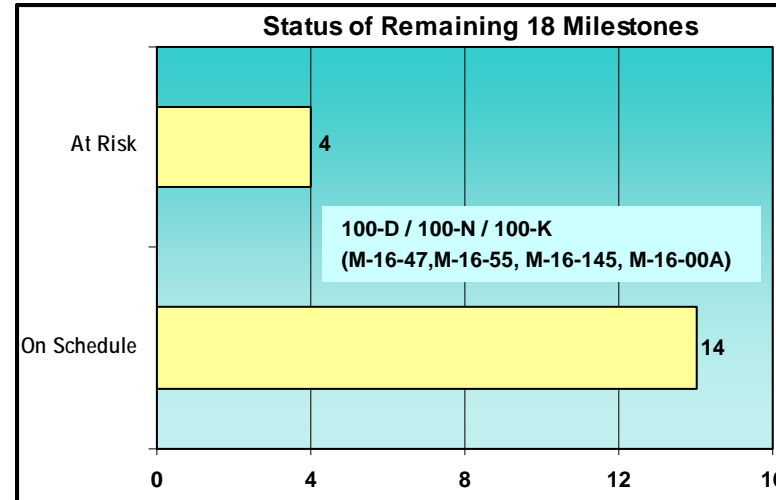 Status of Remaining 18 Milestones
At Risk
4
100-D / 100-N / 100-K
(M-16-47,M-16-55, M-16-145, M-16-00A)
On Schedule
14
0 4 8 12 16